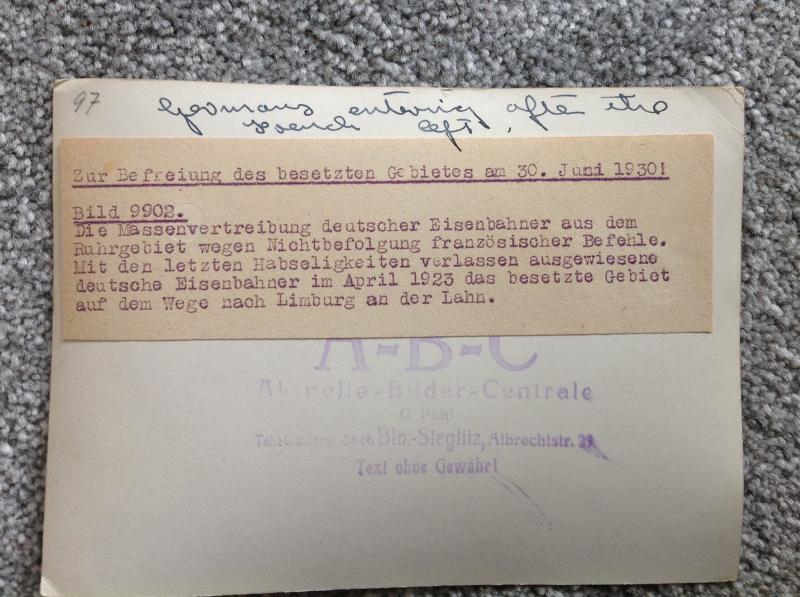 97
Germans entering after the
French left.
Zur Befreiung des besetzten Gebietes am 30. Juni 1930!
Bild 9902.
Die Massenvertreibung deutscher Eisenbahner aus dem
Ruhrgebiet wegen Nichtbefolgung französischer Befehle.
Mit den letzten Habseligkeiten verlassen ausgewiesene
deutsche Eisenbahner im April 1923 das besetzte Gebiet
auf dem Wege nach Limburg an der Lahn.
A-B-C
Aktuelle-Bilder-Centrale
G Pahl
Bln.-Steglitz, Albrechtstr. 29
Text ohne Gewähr!